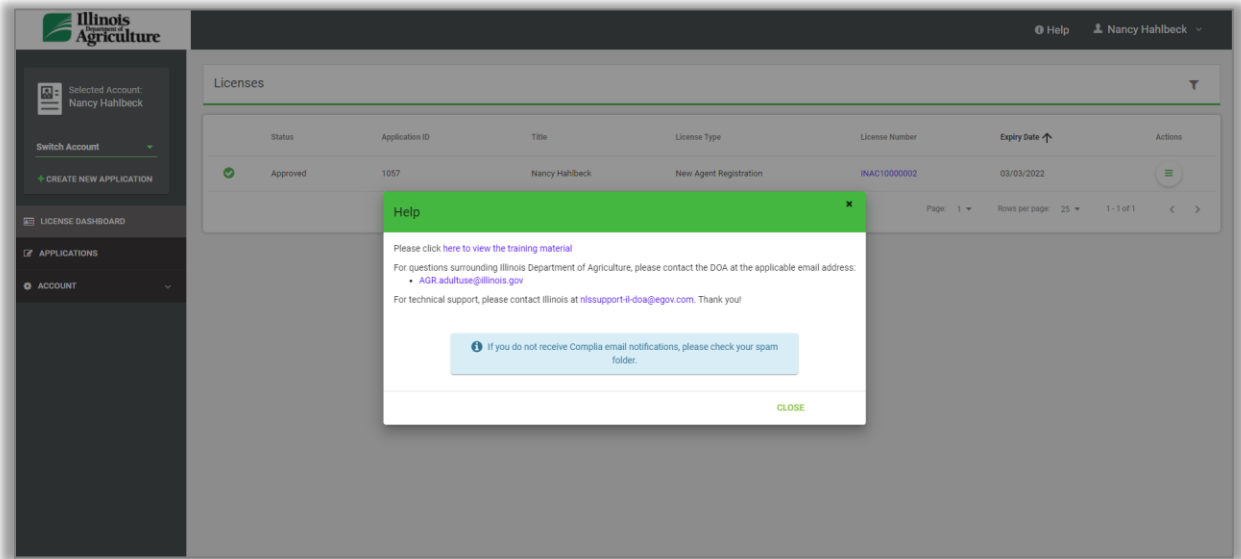 Illinois
Department of
Agriculture
Help
Nancy Hahlbeck
Selected Account:
Nancy Hahlbeck
Switch Account
+ CREATE NEW APPLICATION
LICENSE DASHBOARD
APPLICATIONS
ACCOUNT
Licenses
Status Application ID Title License Type License Number Expiry Date Actions
Approved 1057 Nancy Hahlbeck New Agent Registration INAC10000002 03/03/2022
Page: 1 Rows per page: 25 1 - 1 of 1
Help
Please click here to view the training material
For questions surrounding Illinois Department of Agriculture, please contact the DOA at the applicable email address:
• AGR.adultuse@illinois.gov
For technical support, please contact Illinois at nlssupport-il-doa@egov.com. Thank you!
If you do not receive Complia email notifications, please check your spam
folder.
CLOSE